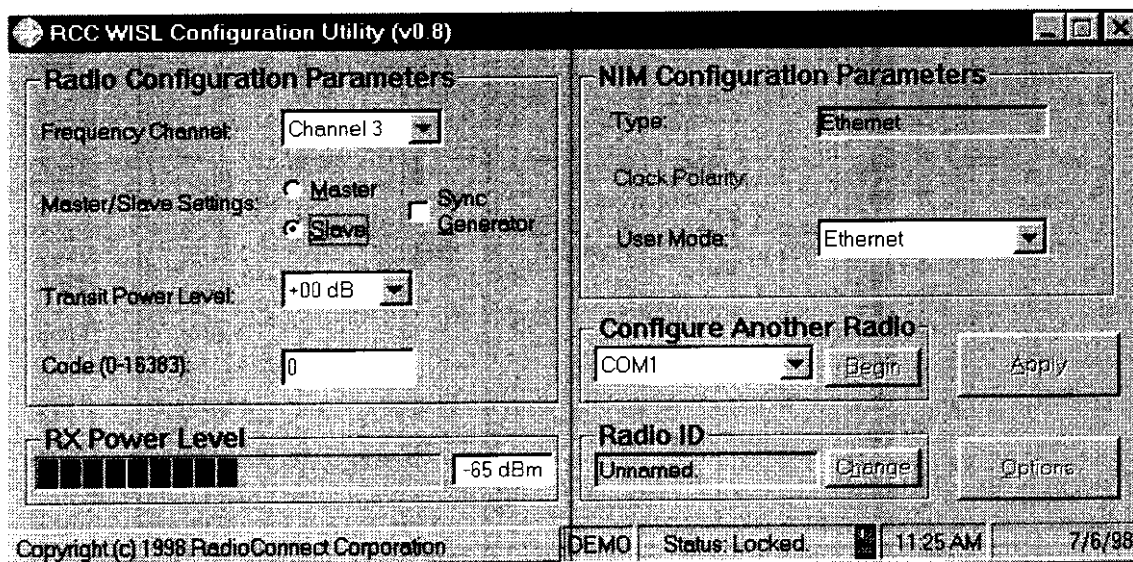 RCC WISL Configuration Utility (v0.8)
Radio Configuration Parameters
Frequency Channel:
Channel 3
Master/Slave Settings:
Master
Slave
Sync
Generator
Transit Power Level:
+00 dB
Code (0-16383):
0
RX Power Level
-65 dBm
NIM Configuration Parameters
Type:
Ethernet
Clock Polarity
User Mode:
Ethernet
Configure Another Radio
COM1
Begin
Apply
Radio ID
Unnamed.
Change
Options
Copyright (c) 1998 RadioConnect Corporation
DEMO
Status: Locked.
11:25 AM
7/6/98